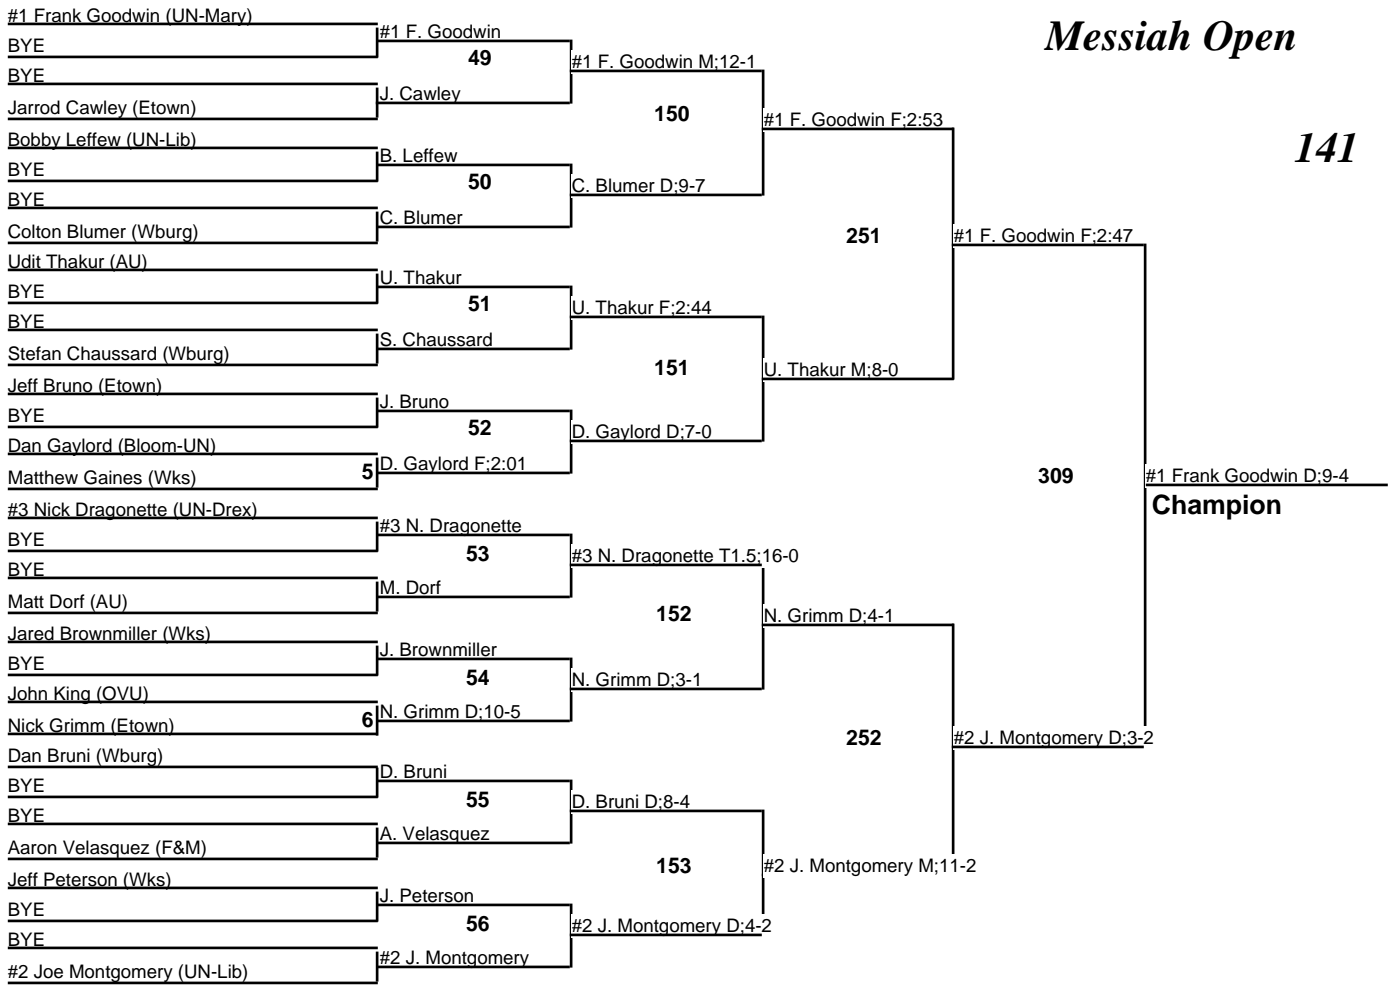 Messiah Open
141
#1 Frank Goodwin (UN-Mary)
BYE
BYE
Jarrod Cawley (Etown)
Bobby Leffew (UN-Lib)
BYE
BYE
Colton Blumer (Wburg)
Udit Thakur (AU)
BYE
BYE
Stefan Chaussard (Wburg)
Jeff Bruno (Etown)
BYE
Dan Gaylord (Bloom-UN)
Matthew Gaines (Wks)
5
#3 Nick Dragonette (UN-Drex)
BYE
BYE
Matt Dorf (AU)
Jared Brownmiller (Wks)
BYE
John King (OVU)
Nick Grimm (Etown)
6
Dan Bruni (Wburg)
BYE
BYE
Aaron Velasquez (F&M)
Jeff Peterson (Wks)
BYE
BYE
#2 Joe Montgomery (UN-Lib)
#1 F. Goodwin
49
J. Cawley
B. Leffew
50
C. Blumer
U. Thakur
51
S. Chaussard
J. Bruno
52
D. Gaylord F;2:01
#3 N. Dragonette
53
M. Dorf
J. Brownmiller
54
N. Grimm D;10-5
D. Bruni
55
A. Velasquez
J. Peterson
56
#2 J. Montgomery
#1 F. Goodwin M;12-1
150
C. Blumer D;9-7
U. Thakur F;2:44
151
D. Gaylord D;7-0
#3 N. Dragonette T1.5;16-0
152
N. Grimm D;3-1
D. Bruni D;8-4
153
#2 J. Montgomery D;4-2
#1 F. Goodwin F;2:53
251
U. Thakur M;8-0
N. Grimm D;4-1
252
#2 J. Montgomery M;11-2
#1 F. Goodwin F;2:47
309
#2 J. Montgomery D;3-2
#1 Frank Goodwin D;9-4
Champion